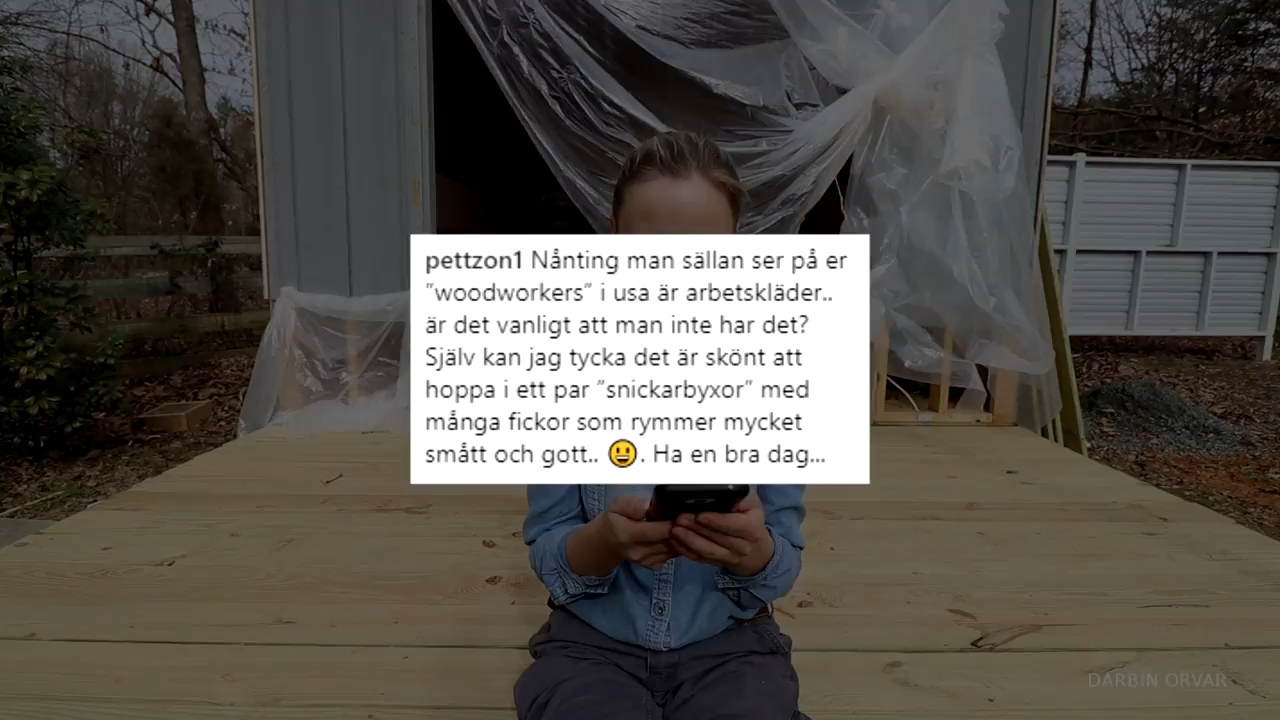 pettzon1 Nånting man sällan ser på er
”woodworkers” i usa är arbetskläder..
är det vanligt att man inte har det?
Själv kan jag tycka det är skönt att
hoppa i ett par ”snickarbyxor” med
många fickor som rymmer mycket
smått och gott.. 😃. Ha en bra dag...
DARBIN ORVAR